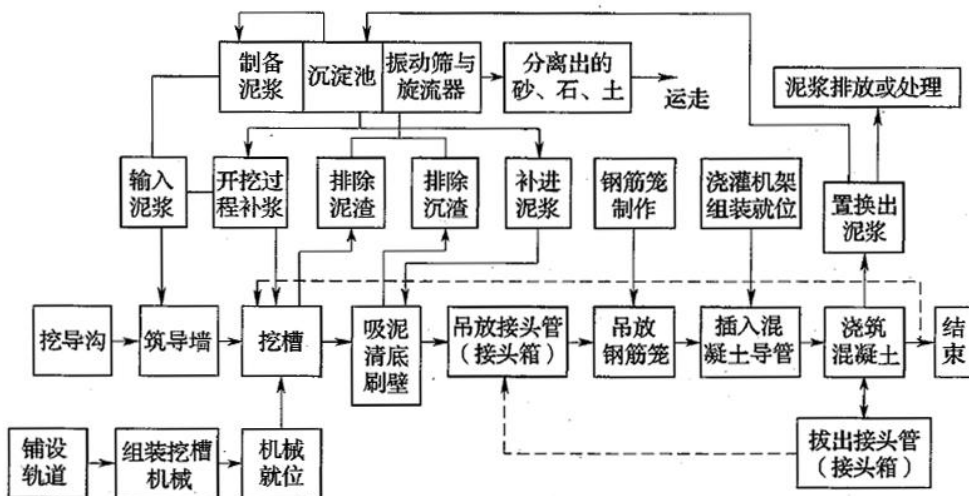 制备
泥浆
沉淀池
振动筛与
旋流器
分离出的
砂、石、土
运走
泥浆排放或处理
输入
泥浆
开挖过
程补浆
排除
泥渣
排除
沉渣
补进
泥浆
钢筋笼
制作
浇灌机架
组装就位
置换出
泥浆
挖导沟
筑导墙
挖槽
吸泥
清底
刷壁
吊放接头管
（接头箱）
吊放
钢筋笼
插入混
凝土导管
浇筑
混凝土
结
束
铺设
轨道
组装挖槽
机械
机械
就位
拔出接头管
（接头箱）